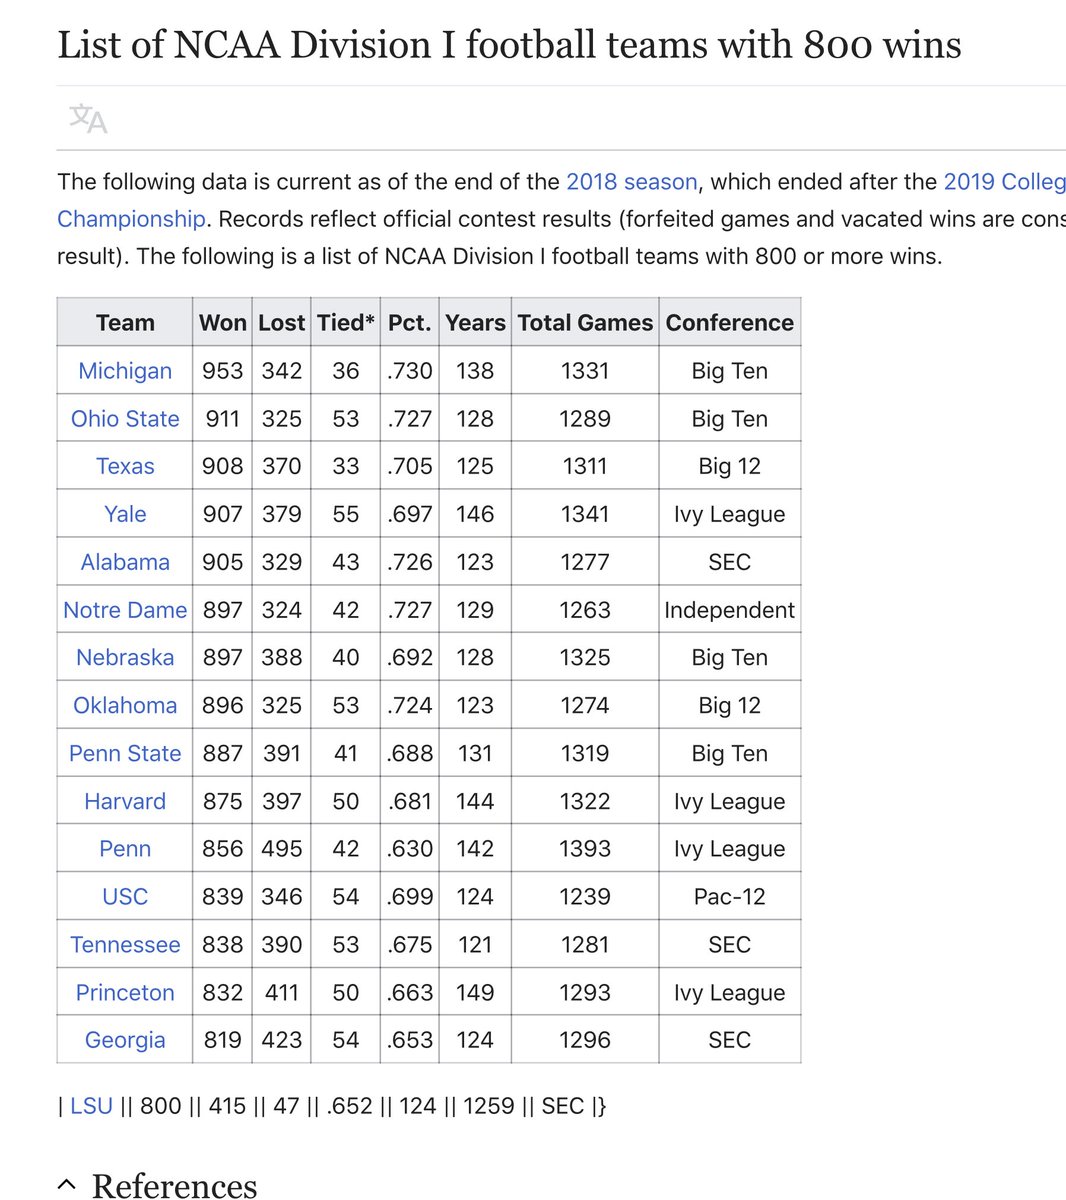 List of NCAA Division I football teams with 800 wins
文A
The following data is current as of the end of the 2018 season, which ended after the 2019 Colleg
Championship. Records reflect official contest results (forfeited games and vacated wins are cons
result). The following is a list of NCAA Division I football teams with 800 or more wins.
Team Won Lost Tied* Pct. Years Total Games Conference
Michigan 953 342 36 .730 138 1331 Big Ten
Ohio State 911 325 53 .727 128 1289 Big Ten
Texas 908 370 33 .705 125 1311 Big 12
Yale 907 379 55 .697 146 1341 Ivy League
Alabama 905 329 43 .726 123 1277 SEC
Notre Dame 897 324 42 .727 129 1263 Independent
Nebraska 897 388 40 .692 128 1325 Big Ten
Oklahoma 896 325 53 .724 123 1274 Big 12
Penn State 887 391 41 .688 131 1319 Big Ten
Harvard 875 397 50 .681 144 1322 Ivy League
Penn 856 495 42 .630 142 1393 Ivy League
USC 839 346 54 .699 124 1239 Pac-12
Tennessee 838 390 53 .675 121 1281 SEC
Princeton 832 411 50 .663 149 1293 Ivy League
Georgia 819 423 54 .653 124 1296 SEC
| LSU || 800 || 415 || 47 || .652 || 124 || 1259 || SEC |}
References